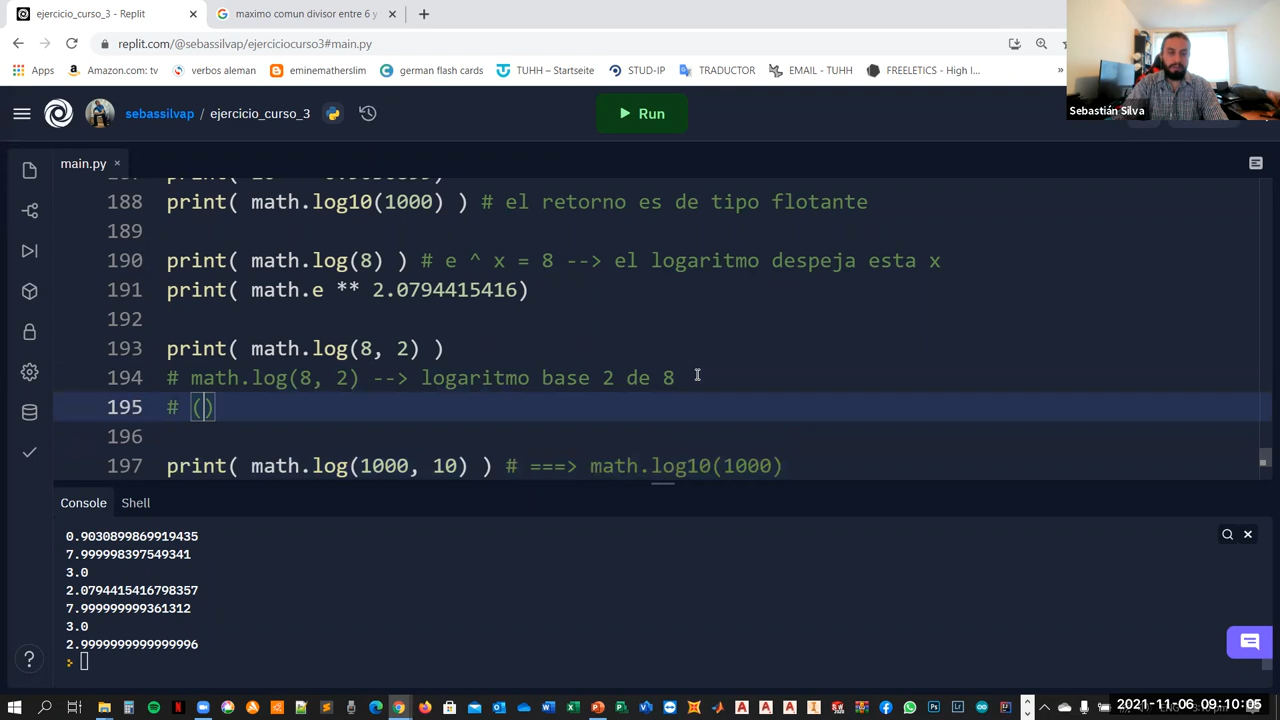 ejercicio_curso_3 - Replit
maximo comun divisor entre 6 y
replit.com/@sebassilvap/ejerciciocurso3#main.py
Apps
Amazon.com: tv
verbos aleman
eminemathslim
german flash cards
TUHH – Startseite
STUD-IP
TRADUCTOR
EMAIL - TUHH
FREELETICS - High I...
»
Sebastián Silva
sebassilvap / ejercicio_curso_3
Run
main.py
188 print( math.log10(1000) ) # el retorno es de tipo flotante
189
190 print( math.log(8) ) # e ^ x = 8 --> el logaritmo despeja esta x
191 print( math.e ** 2.0794415416)
192
193 print( math.log(8, 2) )
194 # math.log(8, 2) --> logaritmo base 2 de 8
195 # ()
196
197 print( math.log(1000, 10) ) # ===> math.log10(1000)
Console
Shell
0.9030899869919435
7.999998397549341
3.0
2.0794415416798357
7.999999999361312
3.0
2.9999999999999996
2021-11-06 09:10:05